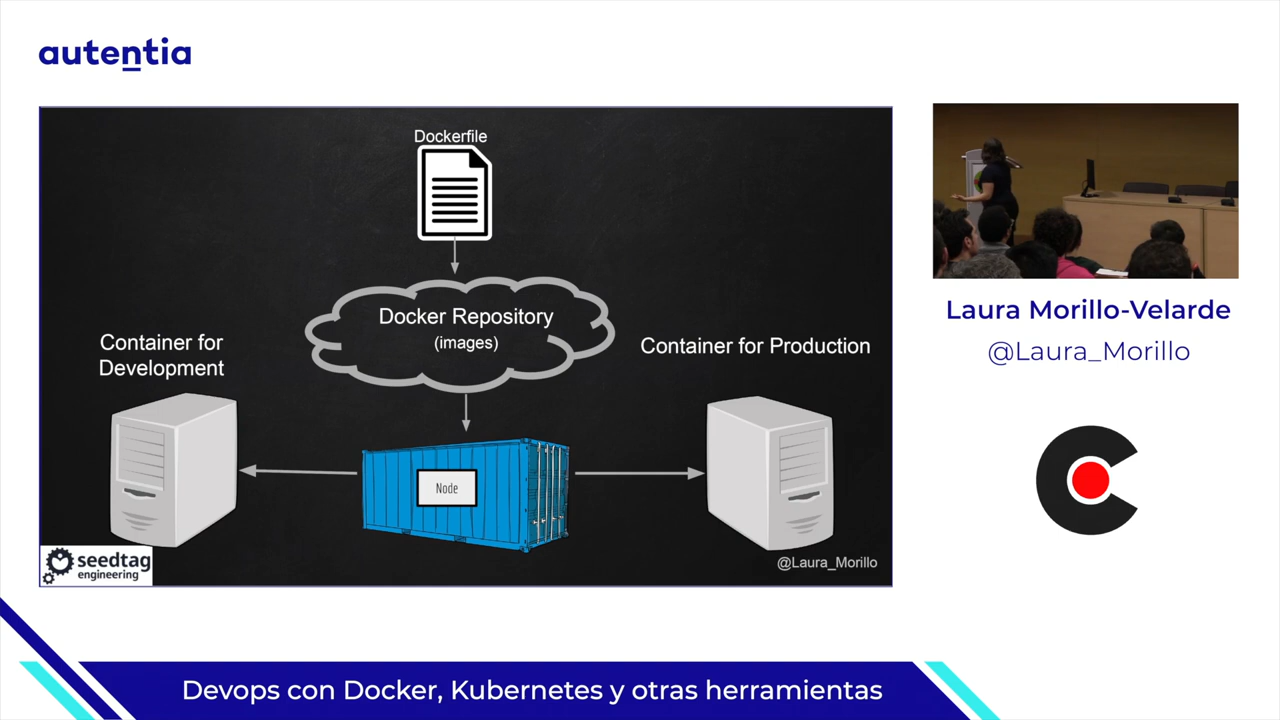 autentia
Dockerfile
Docker Repository
(images)
Container for
Development
Container for Production
Node
seedtag
engineering
@Laura_Morillo
Laura Morillo-Velarde
@Laura_Morillo
Devops con Docker, Kubernetes y otras herramientas